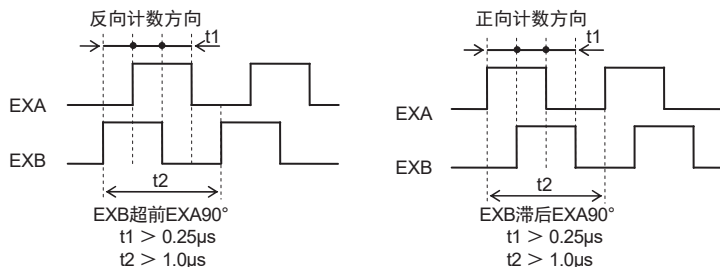 反向计数方向
t1
EXA
EXB
t2
EXB超前EXA90°
t1 > 0.25μs
t2 > 1.0μs
正向计数方向
t1
EXA
EXB
t2
EXB滞后EXA90°
t1 > 0.25μs
t2 > 1.0μs